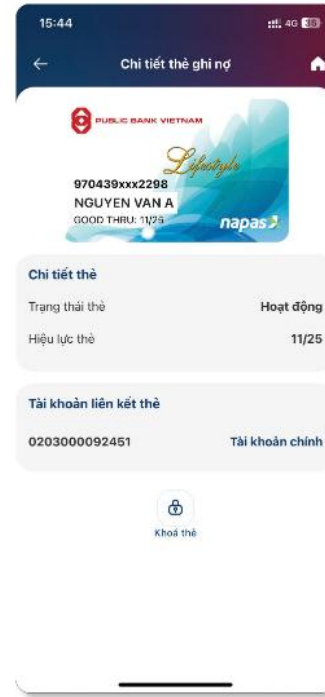 15:44
4G
Chi tiết thẻ ghi nợ
PUBLIC BANK VIETNAM
Lifestyle
970439xxx2298
NGUYEN VAN A
GOOD THRU: 11/25
napas
Chi tiết thẻ
Trạng thái thẻ Hoạt động
Hiệu lực thẻ 11/25
Tài khoản liên kết thẻ
0203000092451 Tài khoản chính
Khoá thẻ